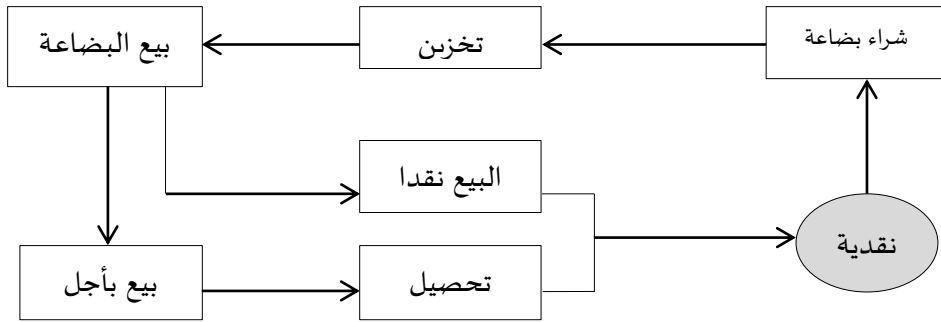 شراء بضاعة
تخزين
بيع البضاعة
البيع نقدا
نقدية
تحصيل
بيع بأجل